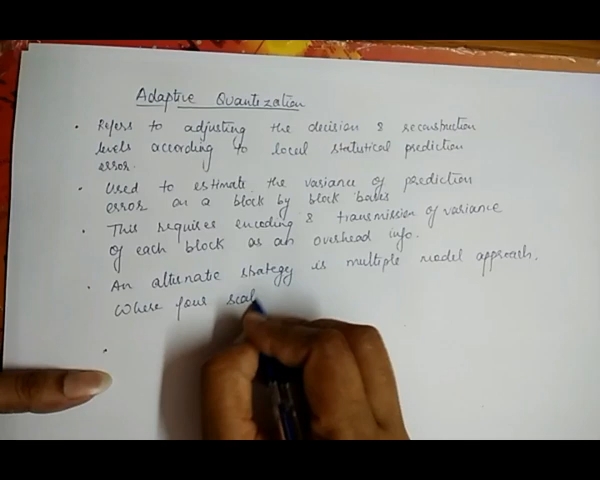 Adaptive Quantization
• Refers to adjusting the decision & reconstruction
levels according to local statistical prediction
error.
• Used to estimate the variance of prediction
error on a block by block basis
• This requires encoding & transmission of variance
of each block as an overhead info.
• An alternate strategy is multiple model approach.
Where four scal